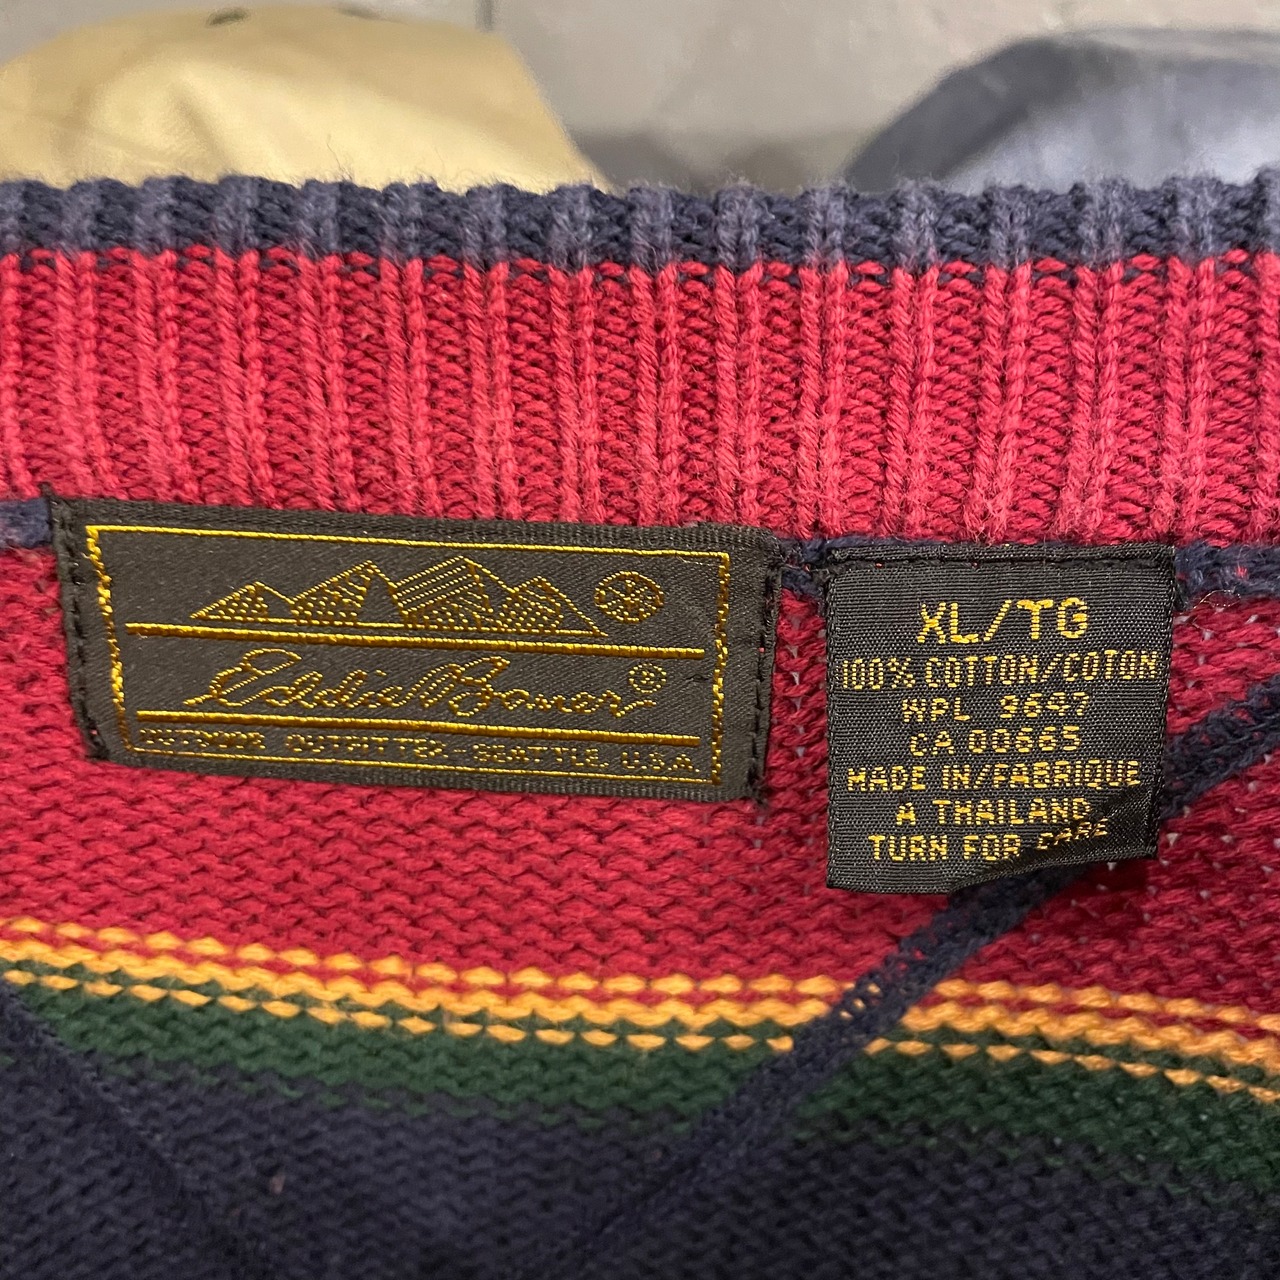 Eddie Bauer®
OUTDOOR OUTFITTER-SEATTLE, U.S.A.
XL/TG
100% COTTON/COTON
WPL 3647
CA 00665
MADE IN/FABRIQUE
A THAILAND
TURN FOR CARE